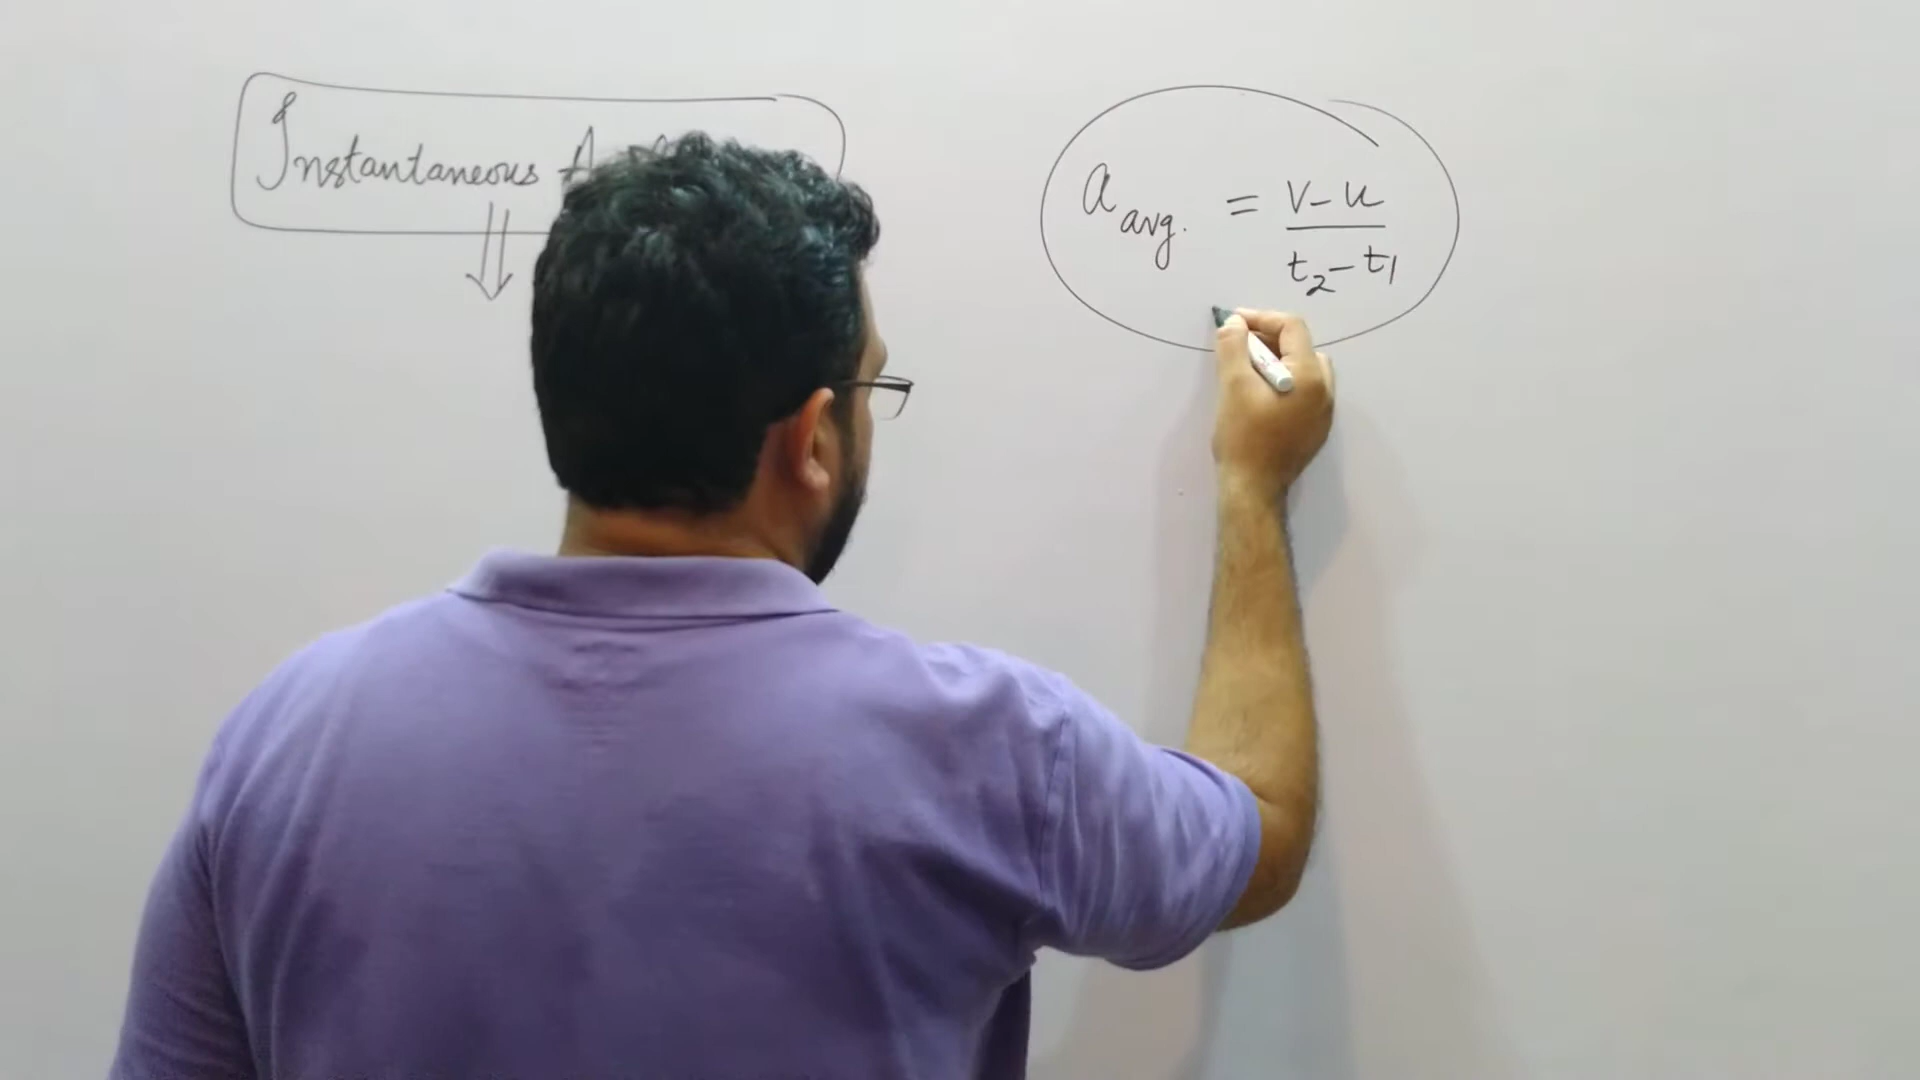 Instantaneous
a avg. = v - u / t2 - t1